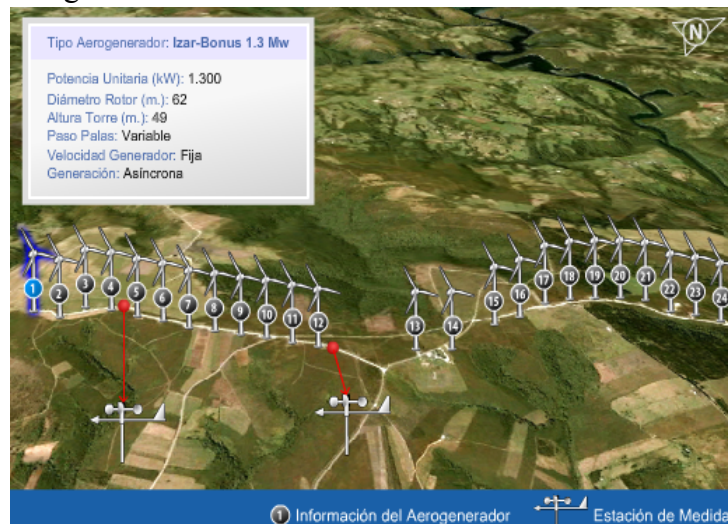 Tipo Aerogenerador: Izar-Bonus 1.3 Mw
Potencia Unitaria (kW): 1.300
Diámetro Rotor (m.): 62
Altura Torre (m.): 49
Paso Palas: Variable
Velocidad Generador: Fija
Generación: Asíncrona
N
1 2 3 4 5 6 7 8 9 10 11 12 13 14 15 16 17 18 19 20 21 22 23 24
1 Información del Aerogenerador Estación de Medida